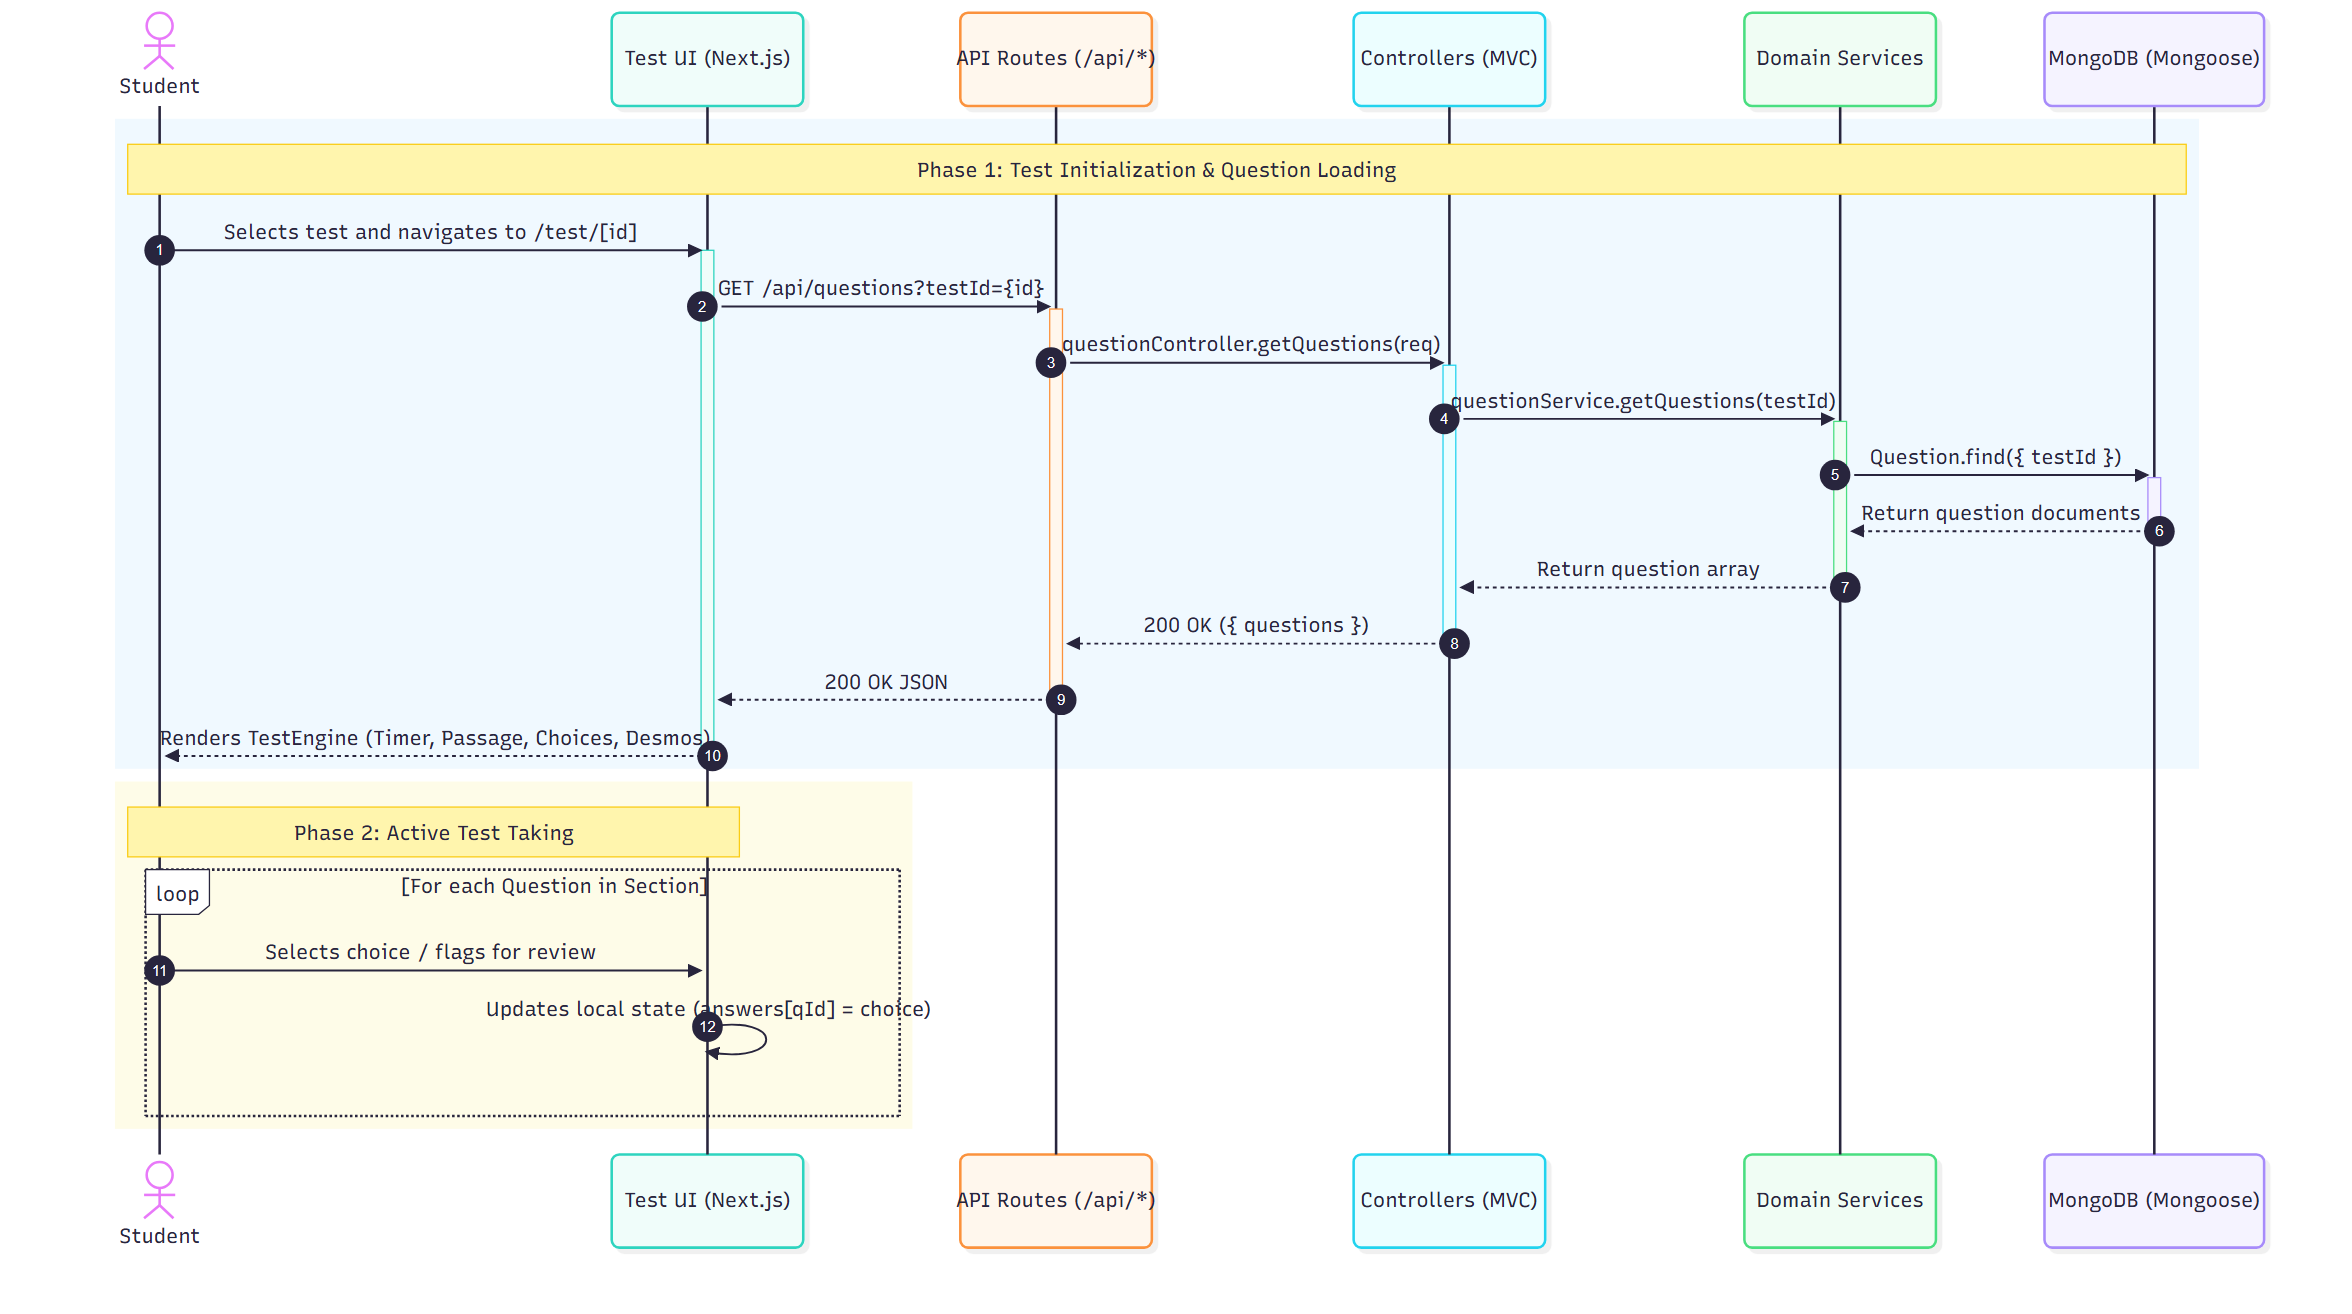 Student
Test UI (Next.js)
API Routes (/api/*)
Controllers (MVC)
Domain Services
MongoDB (Mongoose)
Phase 1: Test Initialization & Question Loading
Selects test and navigates to /test/[id]
1
GET /api/questions?testId={id}
2
questionController.getQuestions(req)
3
questionService.getQuestions(testId)
4
Question.find({ testId })
5
Return question documents
6
Return question array
7
200 OK ({ questions })
8
200 OK JSON
9
Renders TestEngine (Timer, Passage, Choices, Desmos)
10
Phase 2: Active Test Taking
loop
[For each Question in Section]
Selects choice / flags for review
11
Updates local state (answers[qId] = choice)
12
Student
Test UI (Next.js)
API Routes (/api/*)
Controllers (MVC)
Domain Services
MongoDB (Mongoose)